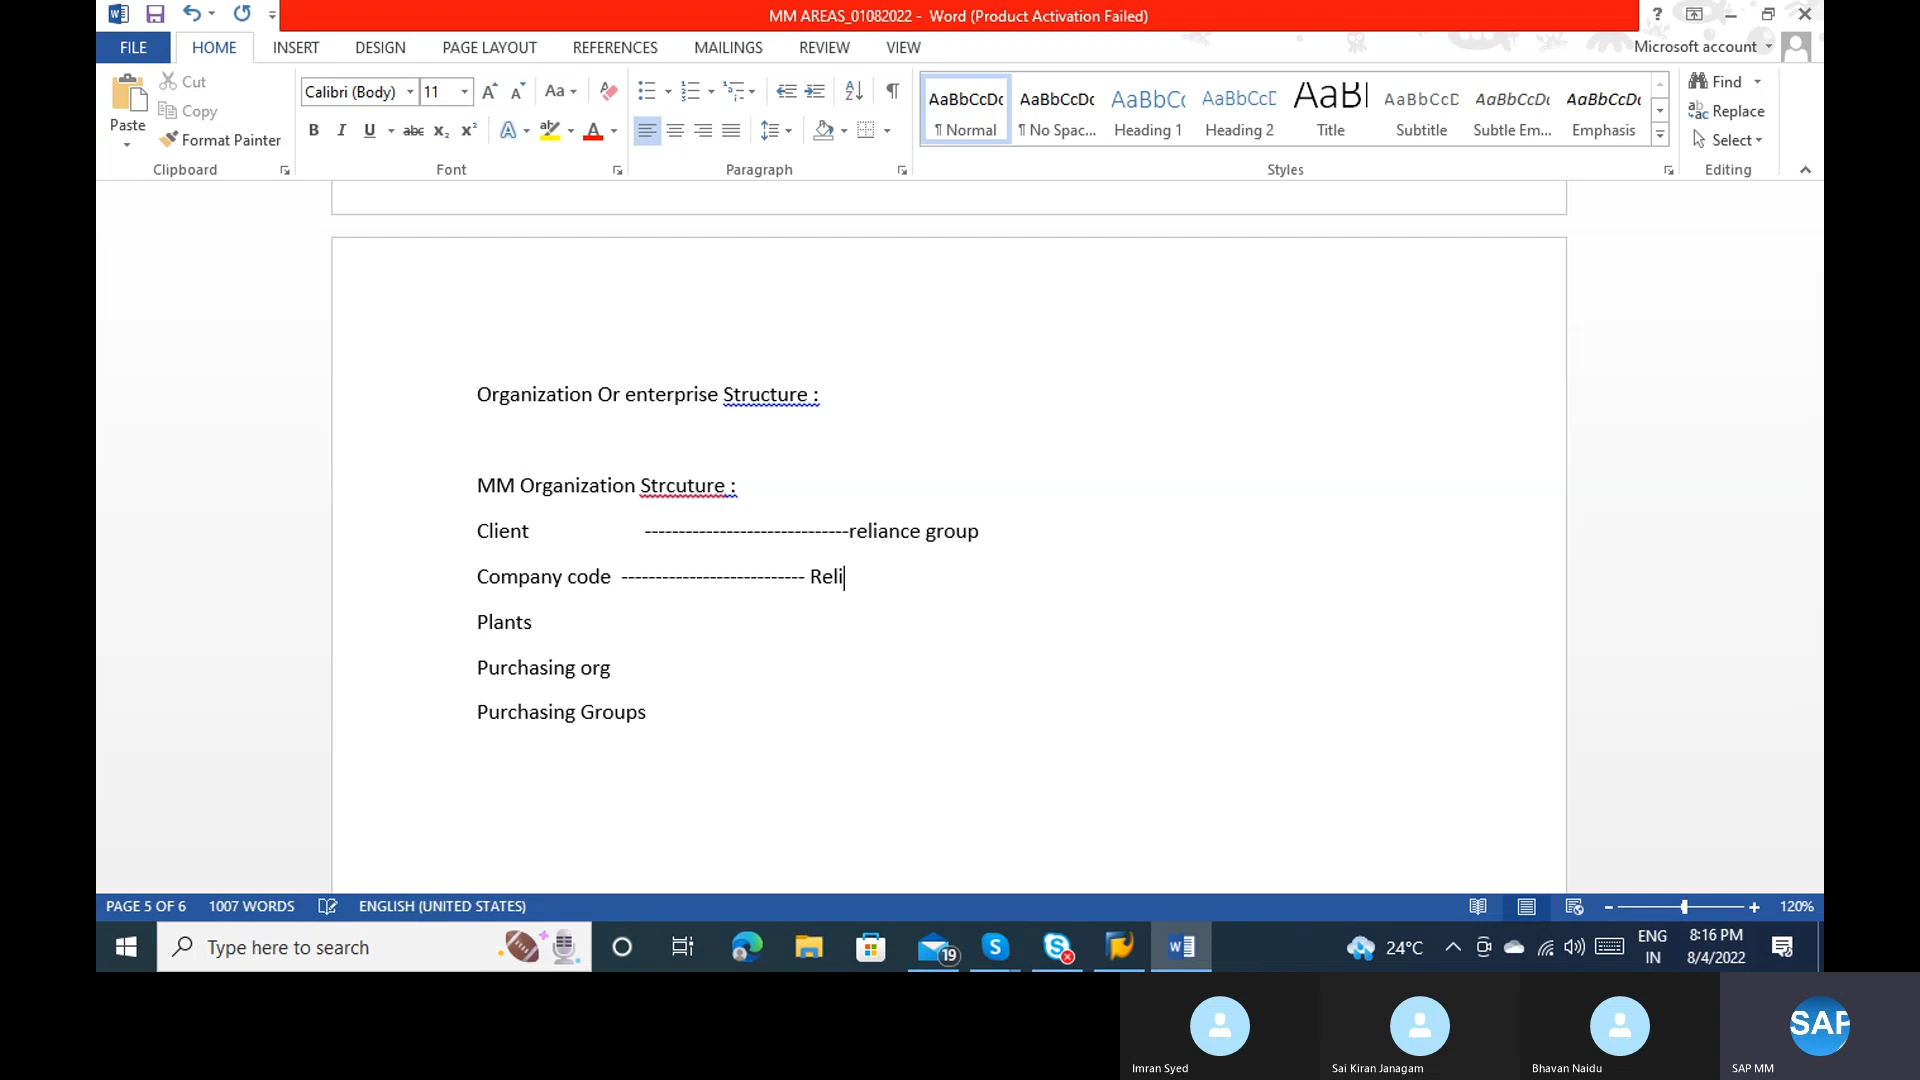 MM AREAS_01082022 - Word (Product Activation Failed)
?
FILE HOME INSERT DESIGN PAGE LAYOUT REFERENCES MAILINGS REVIEW VIEW Microsoft account
Paste
Cut
Copy
Format Painter
Clipboard
Calibri (Body) 11
Font
Paragraph
AaBbCcDc AaBbCcDc AaBbC AaBbCcD AaB AaBbCcD AaBbCcDc AaBbCcDc
¶ Normal ¶ No Spac... Heading 1 Heading 2 Title Subtitle Subtle Em... Emphasis
Styles
Find
Replace
Select
Editing
Organization Or enterprise Structure :
MM Organization Strcuture :
Client ------------------------------reliance group
Company code --------------------------- Reli
Plants
Purchasing org
Purchasing Groups
PAGE 5 OF 6 1007 WORDS ENGLISH (UNITED STATES) 120%
Type here to search
19
24°C
ENG
IN
8:16 PM
8/4/2022
SAP
Imran Syed Sai Kiran Janagam Bhavan Naidu SAP MM